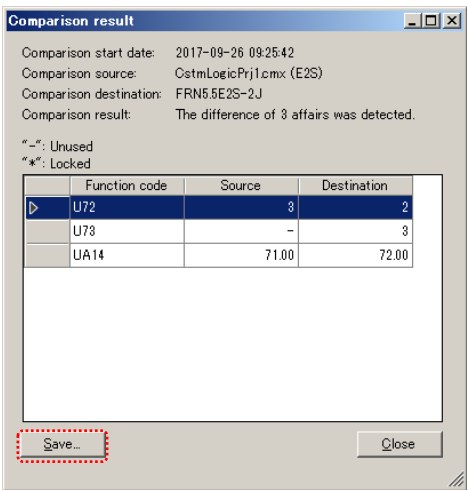 Comparison result
Comparison start date: 2017-09-26 09:25:42
Comparison source: CstmLogicPrj1.cmx (E2S)
Comparison destination: FRN5.5E2S-2J
Comparison result: The difference of 3 affairs was detected.
"-": Unused
"*": Locked
Function code Source Destination
U72 3 2
U73 - 3
UA14 71.00 72.00
Save... Close